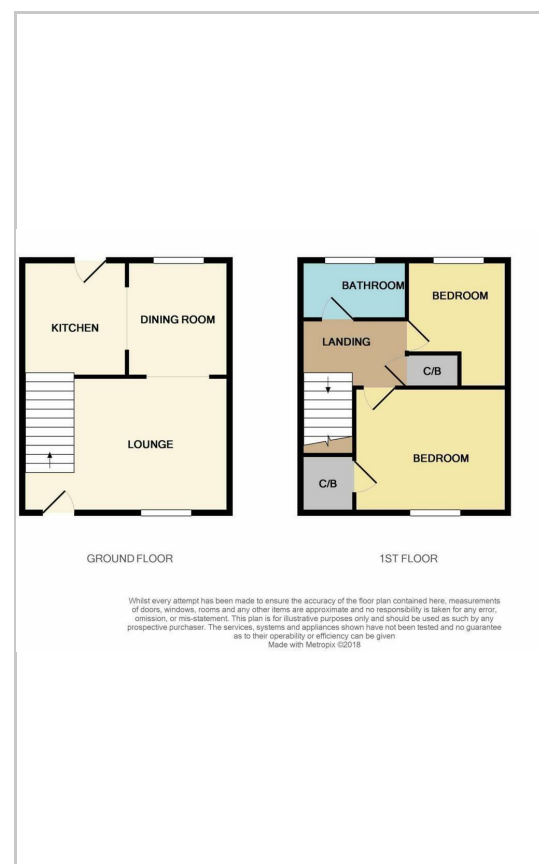 KITCHEN
DINING ROOM
LOUNGE
GROUND FLOOR
BATHROOM
BEDROOM
LANDING
C/B
BEDROOM
C/B
1ST FLOOR
Whilst every attempt has been made to ensure the accuracy of the floor plan contained here, measurements
of doors, windows, rooms and any other items are approximate and no responsibility is taken for any error,
omission, or mis-statement. This plan is for illustrative purposes only and should be used as such by any
prospective purchaser. The services, systems and appliances shown have not been tested and no guarantee
as to their operability or efficiency can be given
Made with Metropix ©2018